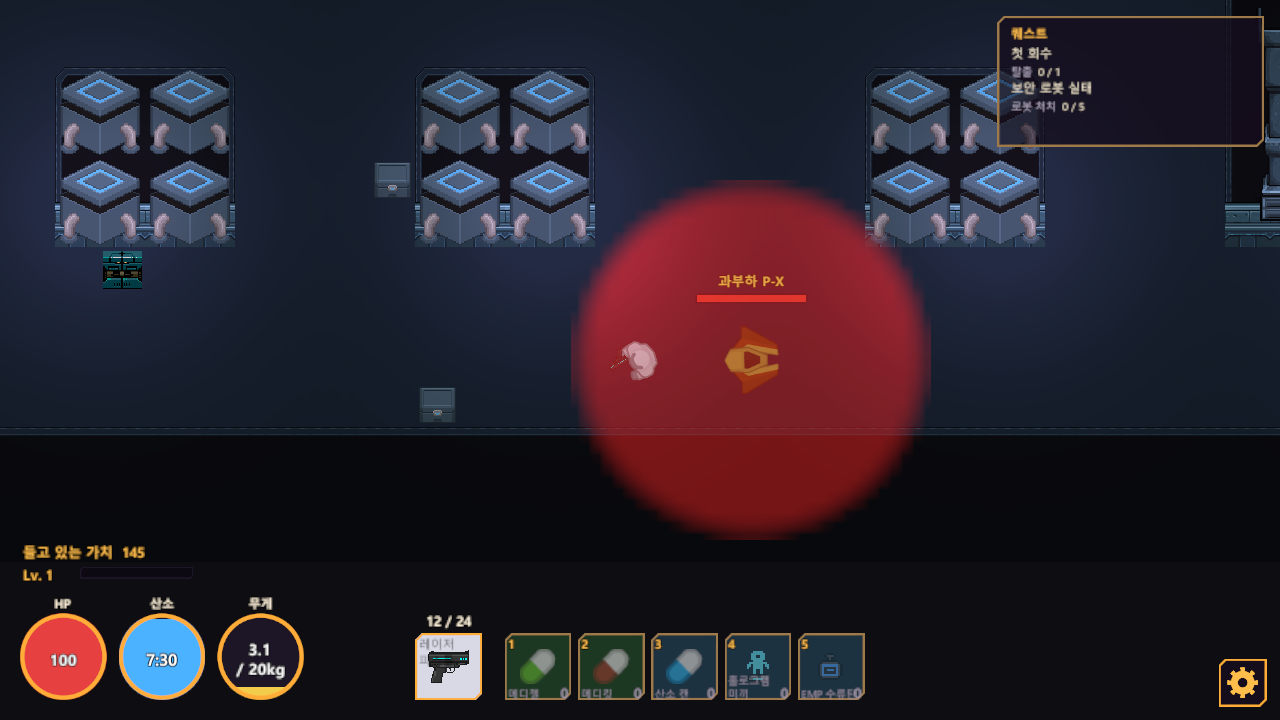 퀘스트
첫 회수
탈출 0/1
보안 로봇 실태
로봇 처치 0/5
과부하 P-X
들고 있는 가치 145
Lv. 1
HP
산소
무게
100
7:30
3.1
/ 20kg
12 / 24
레이저
1
메디젤 0
2
메디킷 0
3
산소 캔 0
4
홀로그램
미끼 0
5
EMP 수류탄0